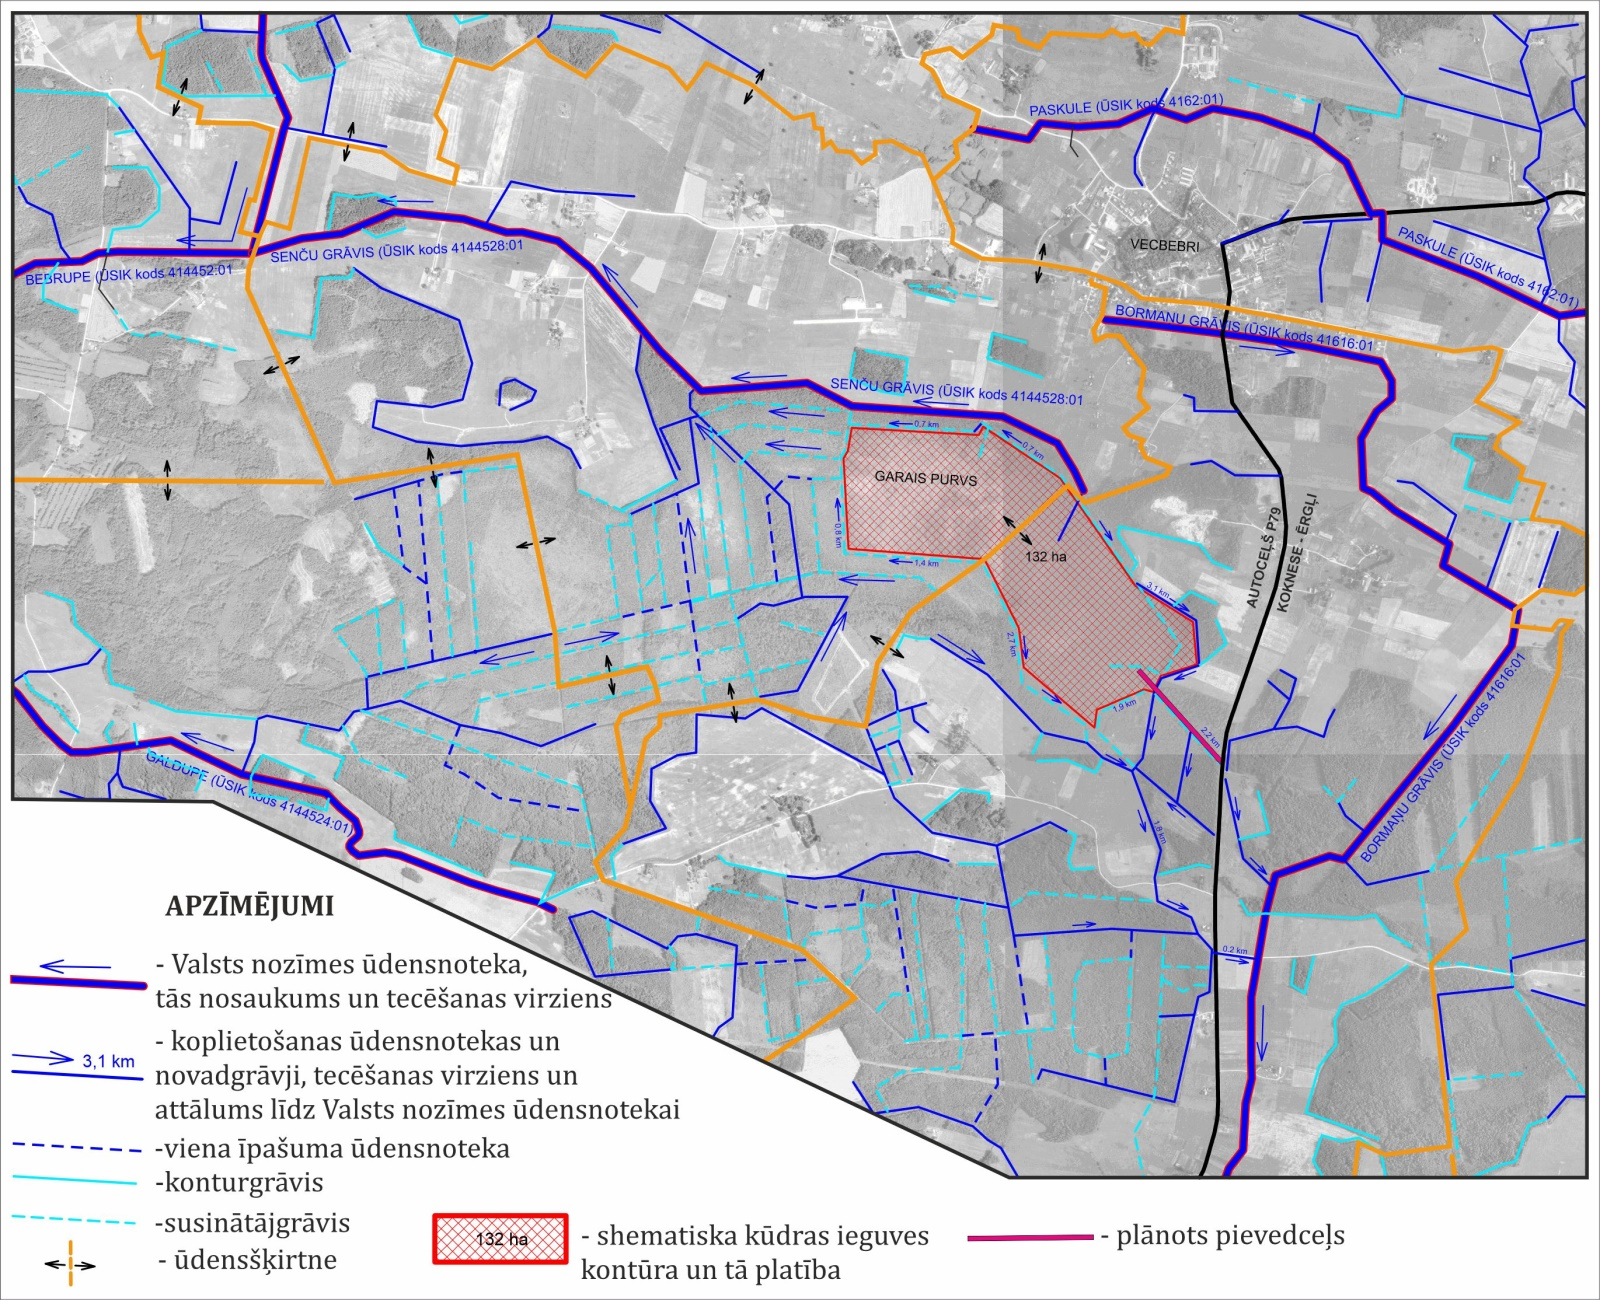 PASKULE (ŪSIK kods 4162:01)
VECBEBRI
PASKULE (ŪSIK kods 4162:01)
SENČU GRĀVIS (ŪSIK kods 4144528:01
BEBRUPE (ŪSIK kods 414452:01
BORMAŅU GRĀVIS (ŪSIK kods 41616:01
SENČU GRĀVIS (ŪSIK kods 4144528:01
0,7 km
0,7 km
GARAIS PURVS
0,8 km
132 ha
1,4 km
AUTOCEĻŠ P79
KOKNESE - ĒRGĻI
3,1 km
2,7 km
1,9 km
2,2 km
BORMAŅU GRĀVIS (ŪSIK kods 41616:01
GALDUPE (ŪSIK kods 4144524:01)
1,8 km
0,2 km
APZĪMĒJUMI
- Valsts nozīmes ūdensnoteka,
tās nosaukums un tecēšanas virziens
3,1 km
- koplietošanas ūdensnotekas un
novadgrāvji, tecēšanas virziens un
attālums līdz Valsts nozīmes ūdensnotekai
-viena īpašuma ūdensnoteka
-konturgrāvis
-susinātājgrāvis
- ūdensšķirtne
132 ha
- shematiska kūdras ieguves
kontūra un tā platība
- plānots pievedceļs